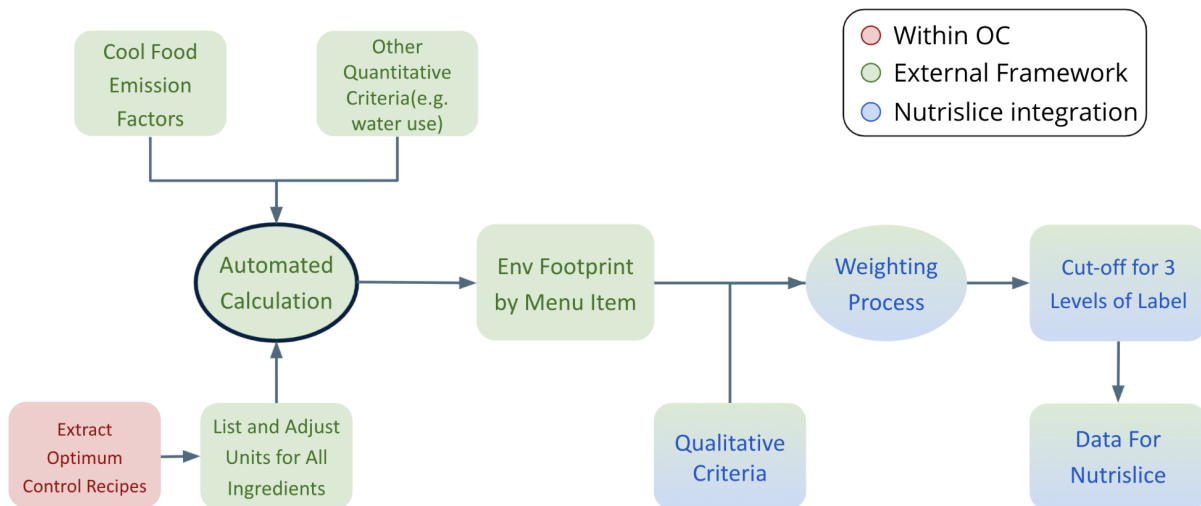 Cool Food
Emission
Factors
Other
Quantitative
Criteria(e.g.
water use)
Within OC
External Framework
Nutrislice integration
Automated
Calculation
Env Footprint
by Menu Item
Weighting
Process
Cut-off for 3
Levels of Label
Extract
Optimum
Control Recipes
List and Adjust
Units for All
Ingredients
Qualitative
Criteria
Data For
Nutrislice